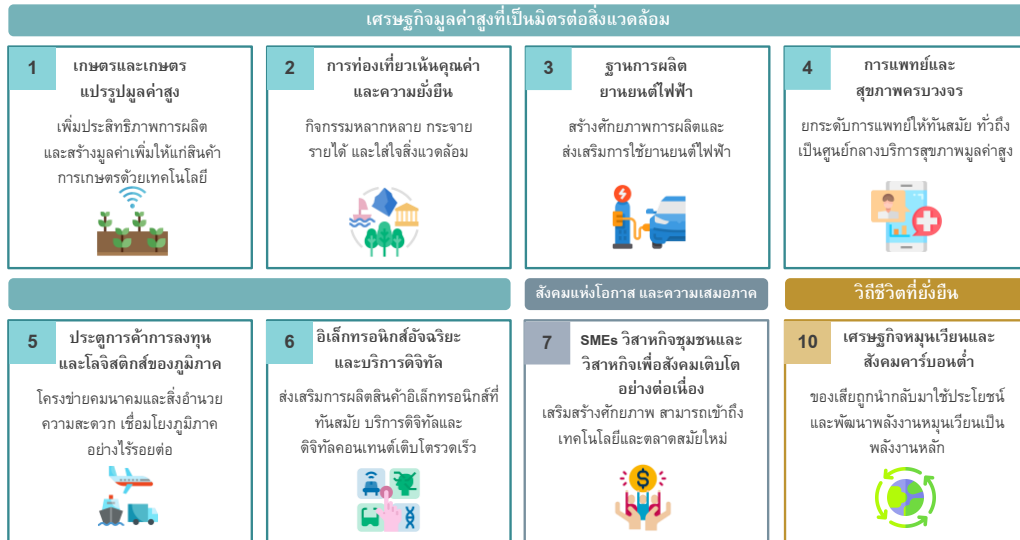 เศรษฐกิจมูลค่าสูงที่เป็นมิตรต่อสิ่งแวดล้อม
1
เกษตรและเกษตร
แปรรูปมูลค่าสูง
เพิ่มประสิทธิภาพการผลิต
และสร้างมูลค่าเพิ่มให้แก่สินค้า
การเกษตรด้วยเทคโนโลยี
2
การท่องเที่ยวเน้นคุณค่า
และความยั่งยืน
กิจกรรมหลากหลาย กระจาย
รายได้ และใส่ใจสิ่งแวดล้อม
3
ฐานการผลิต
ยานยนต์ไฟฟ้า
สร้างศักยภาพการผลิตและ
ส่งเสริมการใช้ยานยนต์ไฟฟ้า
4
การแพทย์และ
สุขภาพครบวงจร
ยกระดับการแพทย์ให้ทันสมัย ทั่วถึง
เป็นศูนย์กลางบริการสุขภาพมูลค่าสูง
สังคมแห่งโอกาส และความเสมอภาค
วิถีชีวิตที่ยั่งยืน
5
ประตูการค้าการลงทุน
และโลจิสติกส์ของภูมิภาค
โครงข่ายคมนาคมและสิ่งอำนวย
ความสะดวก เชื่อมโยงภูมิภาค
อย่างไร้รอยต่อ
6
อิเล็กทรอนิกส์อัจฉริยะ
และบริการดิจิทัล
ส่งเสริมการผลิตสินค้าอิเล็กทรอนิกส์ที่
ทันสมัย บริการดิจิทัลและ
ดิจิทัลคอนเทนต์เติบโตรวดเร็ว
7
SMEs วิสาหกิจชุมชนและ
วิสาหกิจเพื่อสังคมเติบโต
อย่างต่อเนื่อง
เสริมสร้างศักยภาพ สามารถเข้าถึง
เทคโนโลยีและตลาดสมัยใหม่
10
เศรษฐกิจหมุนเวียนและ
สังคมคาร์บอนต่ำ
ของเสียถูกนำกลับมาใช้ประโยชน์
และพัฒนาพลังงานหมุนเวียนเป็น
พลังงานหลัก